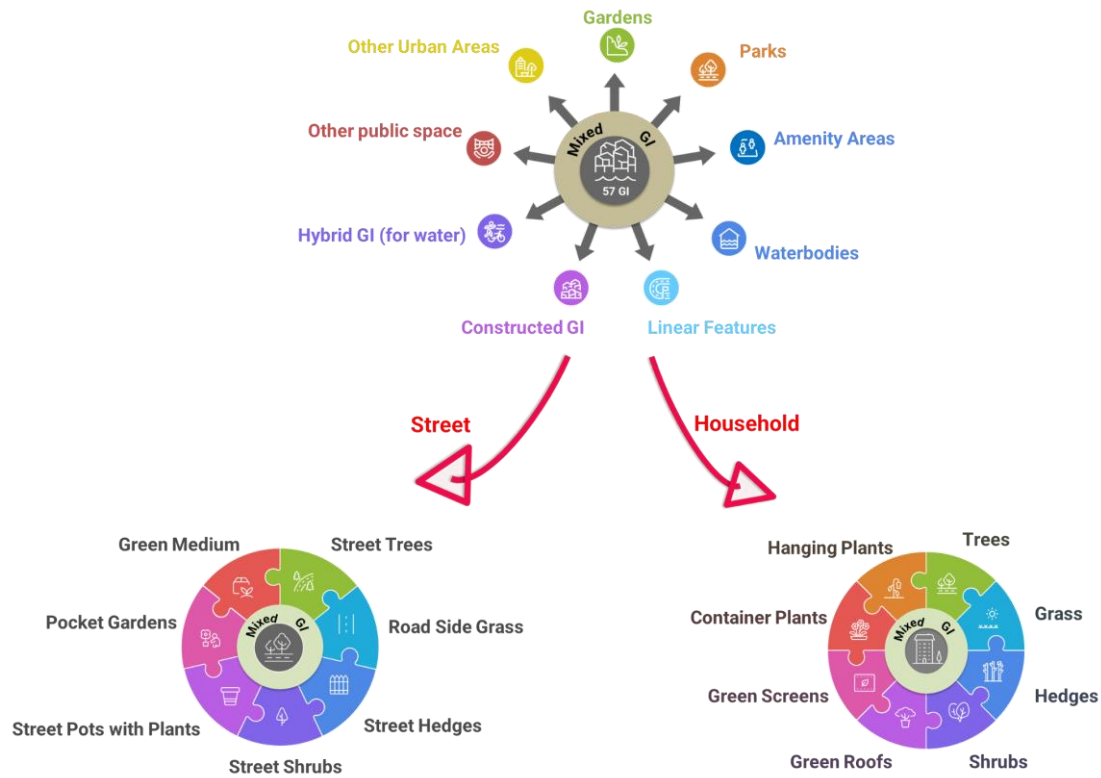 Gardens
Other Urban Areas
Parks
Mixed GI
57 GI
Other public space
Amenity Areas
Hybrid GI (for water)
Waterbodies
Constructed GI
Linear Features
Street
Household
Green Medium
Street Trees
Pocket Gardens
Mixed GI
Road Side Grass
Street Pots with Plants
Street Hedges
Street Shrubs
Hanging Plants
Trees
Container Plants
Mixed GI
Grass
Green Screens
Hedges
Green Roofs
Shrubs